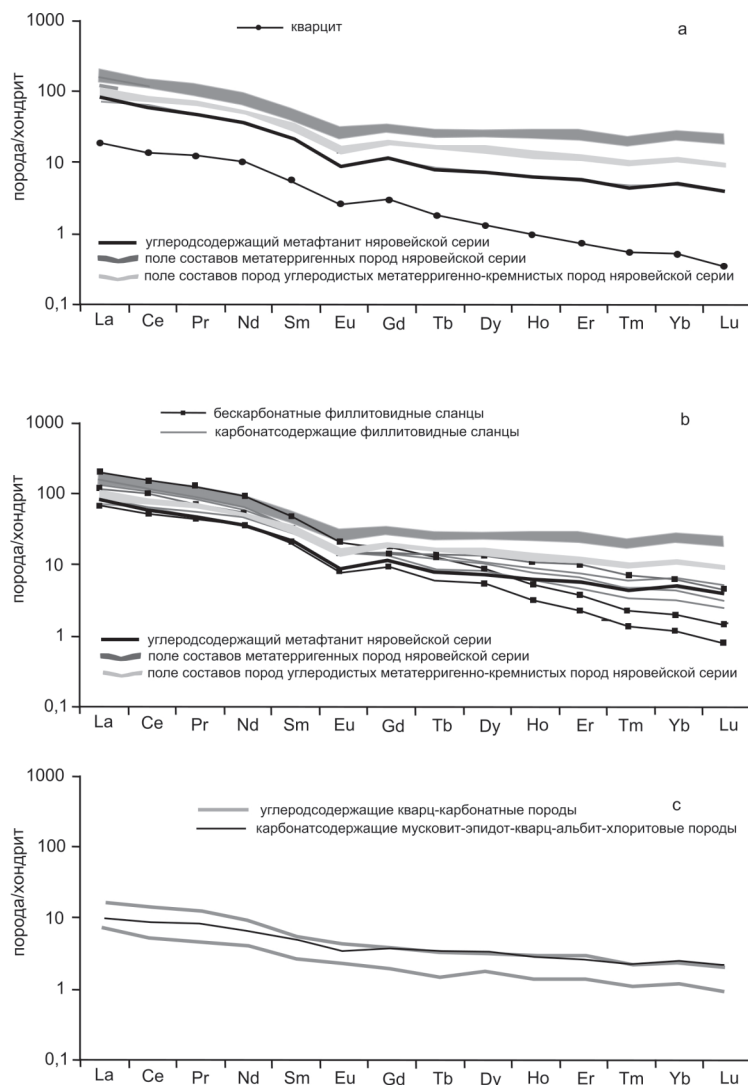 1000
100
10
1
0,1
порода/хондрит
кварцит
a
углеродсодержащий метафтанит няровейской серии
поле составов метатерригенных пород няровейской серии
поле составов пород углеродистых метатерригенно-кремнистых пород няровейской серии
La Ce Pr Nd Sm Eu Gd Tb Dy Ho Er Tm Yb Lu
1000
100
10
1
0,1
порода/хондрит
бескарбонатные филлитовидные сланцы
карбонатсодержащие филлитовидные сланцы
b
углеродсодержащий метафтанит няровейской серии
поле составов метатерригенных пород няровейской серии
поле составов пород углеродистых метатерригенно-кремнистых пород няровейской серии
La Ce Pr Nd Sm Eu Gd Tb Dy Ho Er Tm Yb Lu
1000
100
10
1
0,1
порода/хондрит
углеродсодержащие кварц-карбонатные породы
карбонатсодержащие мусковит-эпидот-кварц-альбит-хлоритовые породы
c
La Ce Pr Nd Sm Eu Gd Tb Dy Ho Er Tm Yb Lu